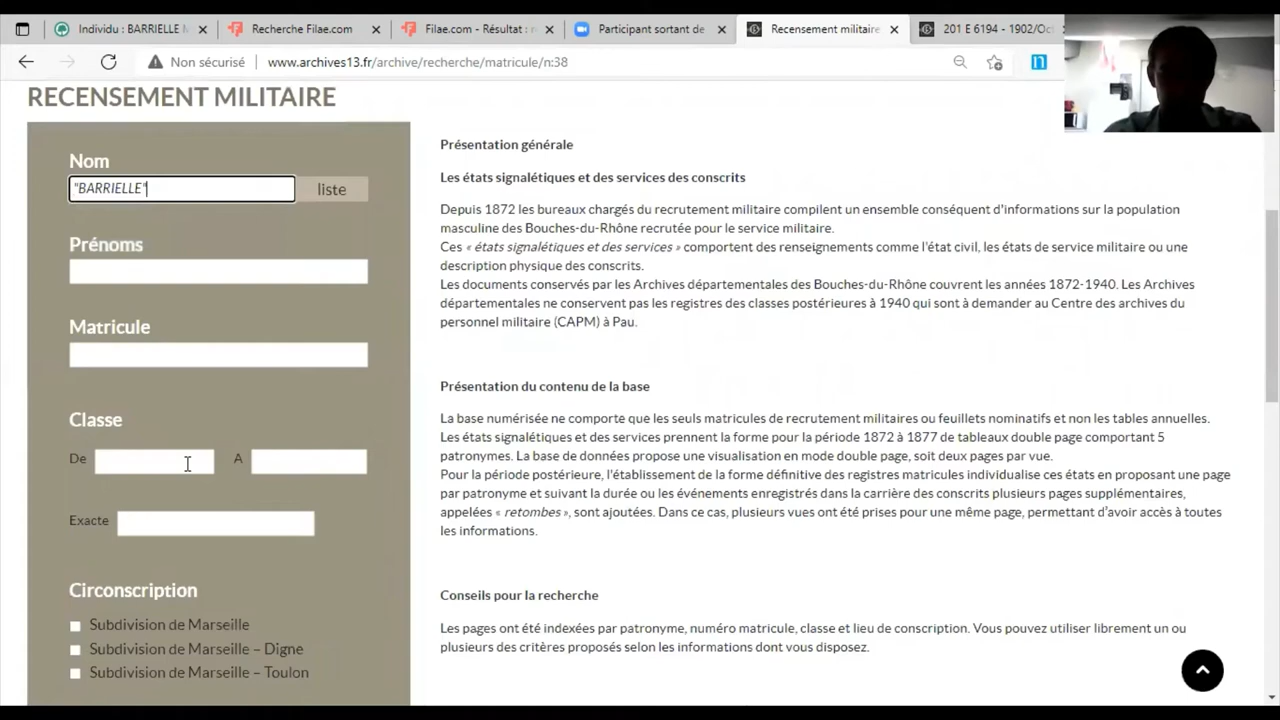 Individu : BARRIELLE M
Recherche Filae.com
Filae.com - Résultat : n
Participant sortant de
Recensement militaire
201 E 6194 - 1902/Oct
Non sécurisé
www.archives13.fr/archive/recherche/matricule/n:38
RECENSEMENT MILITAIRE
Nom
"BARRIELLE"
liste
Prénoms
Matricule
Classe
De
A
Exacte
Circonscription
Subdivision de Marseille
Subdivision de Marseille – Digne
Subdivision de Marseille – Toulon
Présentation générale
Les états signalétiques et des services des conscrits
Depuis 1872 les bureaux chargés du recrutement militaire compilent un ensemble conséquent d'informations sur la population
masculine des Bouches-du-Rhône recrutée pour le service militaire.
Ces « états signalétiques et des services » comportent des renseignements comme l'état civil, les états de service militaire ou une
description physique des conscrits.
Les documents conservés par les Archives départementales des Bouches-du-Rhône couvrent les années 1872-1940. Les Archives
départementales ne conservent pas les registres des classes postérieures à 1940 qui sont à demander au Centre des archives du
personnel militaire (CAPM) à Pau.
Présentation du contenu de la base
La base numérisée ne comporte que les seuls matricules de recrutement militaires ou feuillets nominatifs et non les tables annuelles.
Les états signalétiques et des services prennent la forme pour la période 1872 à 1877 de tableaux double page comportant 5
patronymes. La base de données propose une visualisation en mode double page, soit deux pages par vue.
Pour la période postérieure, l'établissement de la forme définitive des registres matricules individualise ces états en proposant une page
par patronyme et suivant la durée ou les événements enregistrés dans la carrière des conscrits plusieurs pages supplémentaires,
appelées « retombes », sont ajoutées. Dans ce cas, plusieurs vues ont été prises pour une même page, permettant d'avoir accès à toutes
les informations.
Conseils pour la recherche
Les pages ont été indexées par patronyme, numéro matricule, classe et lieu de conscription. Vous pouvez utiliser librement un ou
plusieurs des critères proposés selon les informations dont vous disposez.